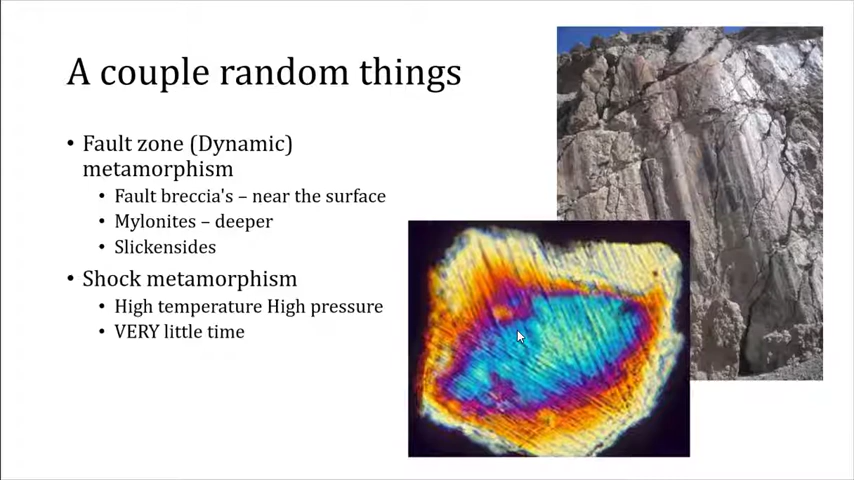 A couple random things
• Fault zone (Dynamic)
metamorphism
• Fault breccia's – near the surface
• Mylonites – deeper
• Slickensides
• Shock metamorphism
• High temperature High pressure
• VERY little time